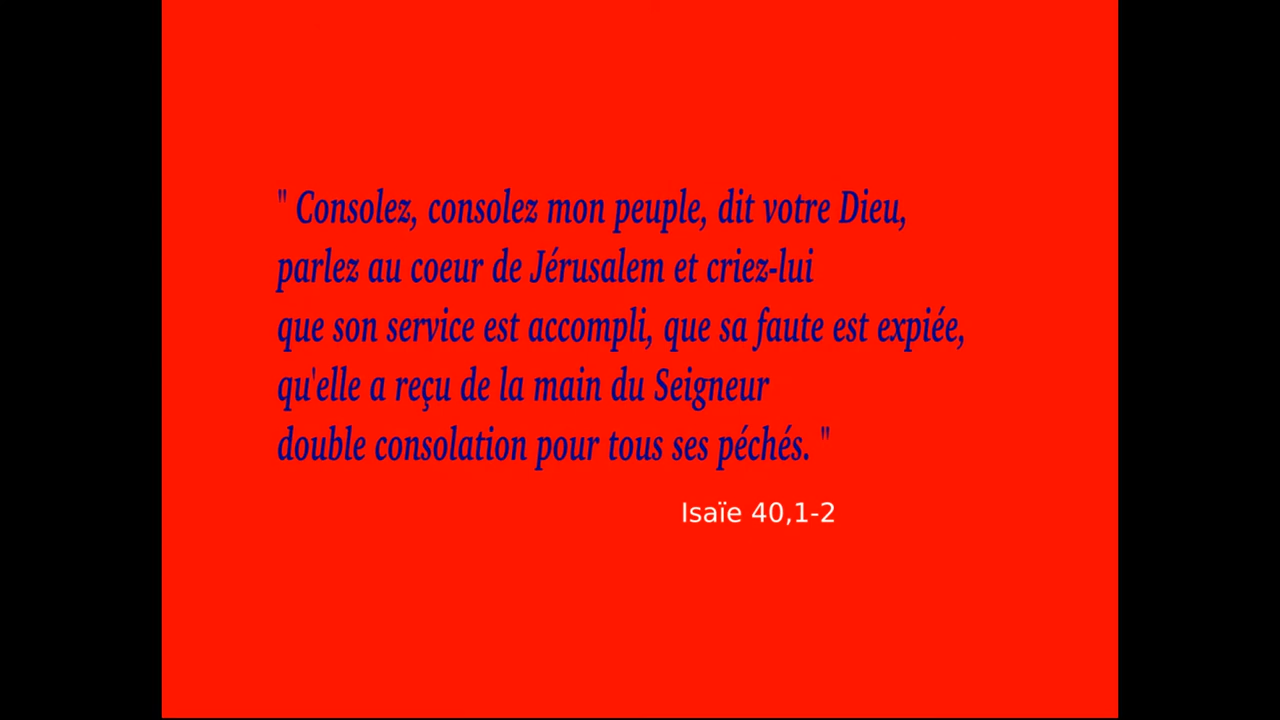 " Consolez, consolez mon peuple, dit votre Dieu,
parlez au coeur de Jérusalem et criez-lui
que son service est accompli, que sa faute est expiée,
qu'elle a reçu de la main du Seigneur
double consolation pour tous ses péchés. "
Isaïe 40,1-2